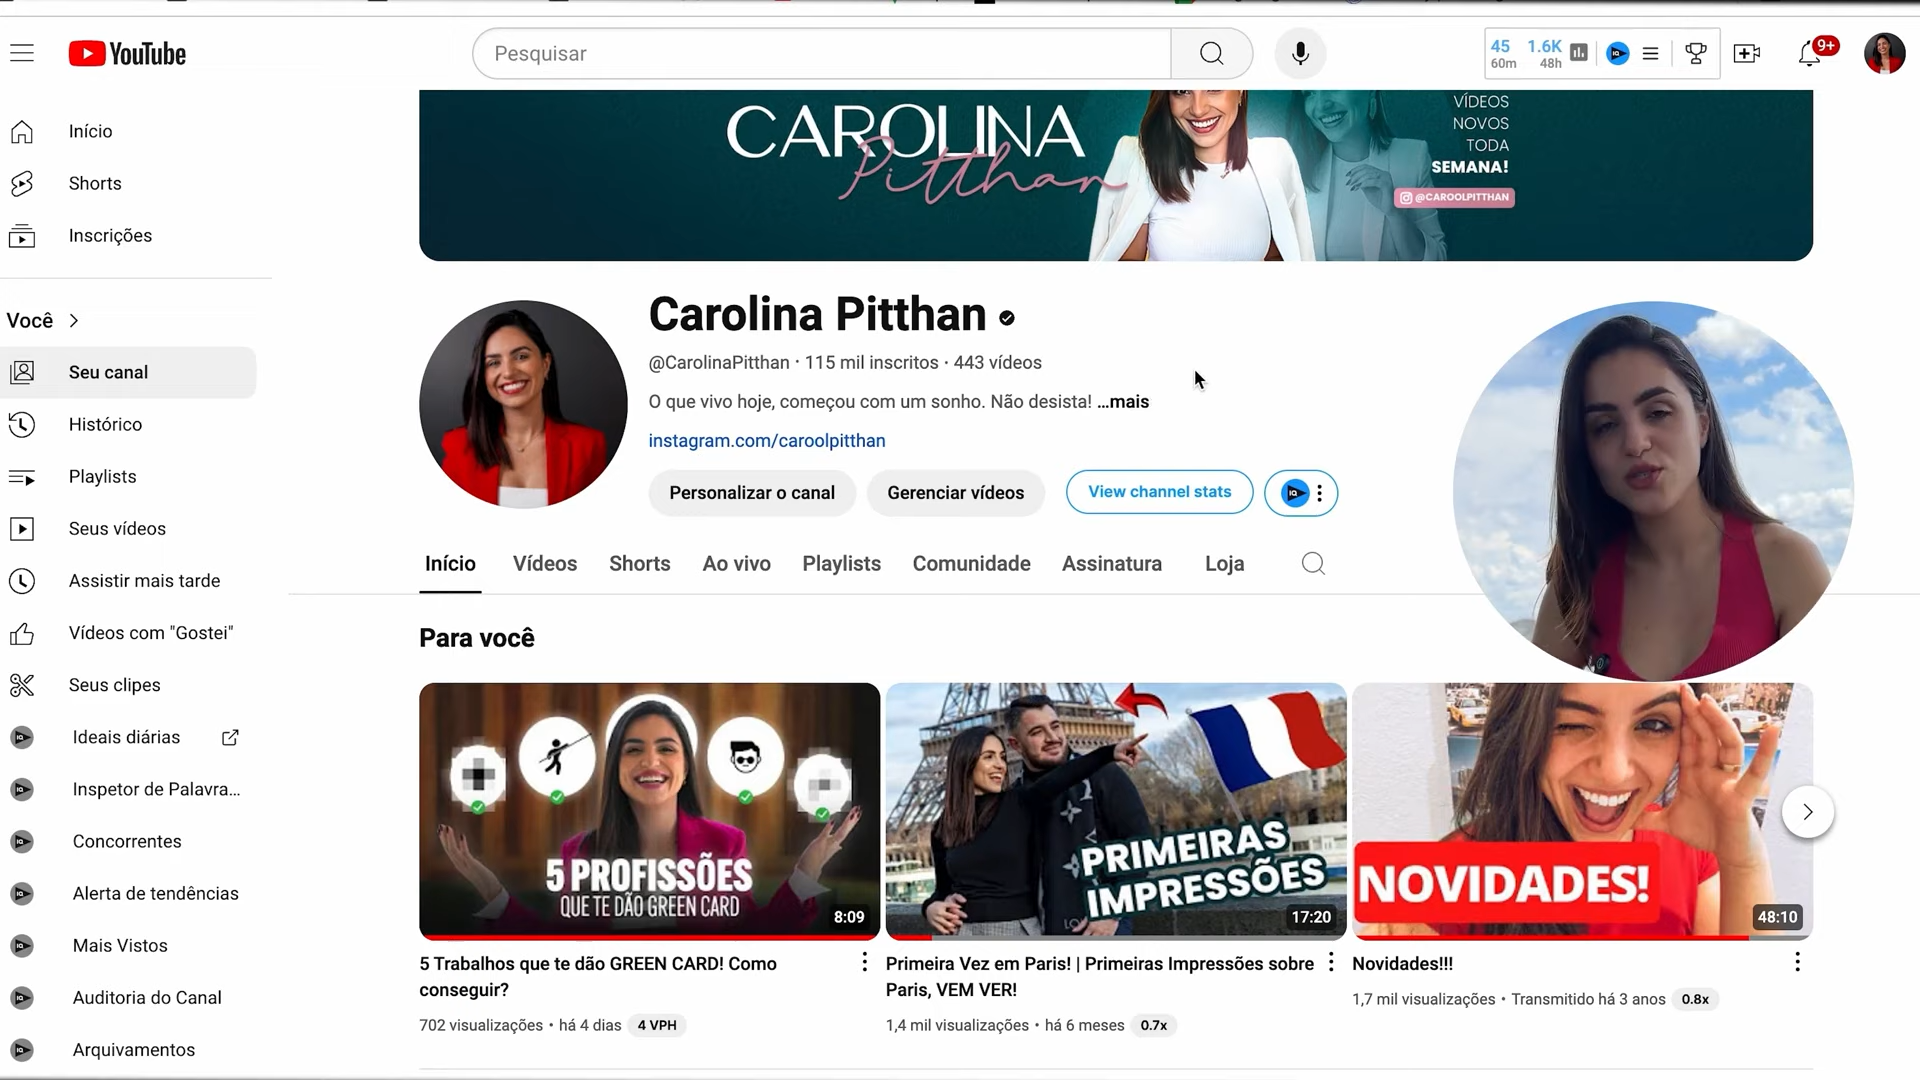 YouTube
Pesquisar
45
60m
1.6K
48h
9+
Início
Shorts
Inscrições
Você
Seu canal
Histórico
Playlists
Seus vídeos
Assistir mais tarde
Vídeos com "Gostei"
Seus clipes
Ideais diárias
Inspetor de Palavra...
Concorrentes
Alerta de tendências
Mais Vistos
Auditoria do Canal
Arquivamentos
CAROLINA
Pitthan
VÍDEOS
NOVOS
TODA
SEMANA!
@CAROOLPITTHAN
Carolina Pitthan
@CarolinaPitthan · 115 mil inscritos · 443 vídeos
O que vivo hoje, começou com um sonho. Não desista! ...mais
instagram.com/caroolpitthan
Personalizar o canal
Gerenciar vídeos
View channel stats
Início
Vídeos
Shorts
Ao vivo
Playlists
Comunidade
Assinatura
Loja
Para você
5 PROFISSÕES
QUE TE DÃO GREEN CARD
8:09
5 Trabalhos que te dão GREEN CARD! Como
conseguir?
702 visualizações • há 4 dias 4 VPH
PRIMEIRAS
IMPRESSÕES
17:20
Primeira Vez em Paris! | Primeiras Impressões sobre
Paris, VEM VER!
1,4 mil visualizações • há 6 meses 0.7x
NOVIDADES!
48:10
Novidades!!!
1,7 mil visualizações • Transmitido há 3 anos 0.8x